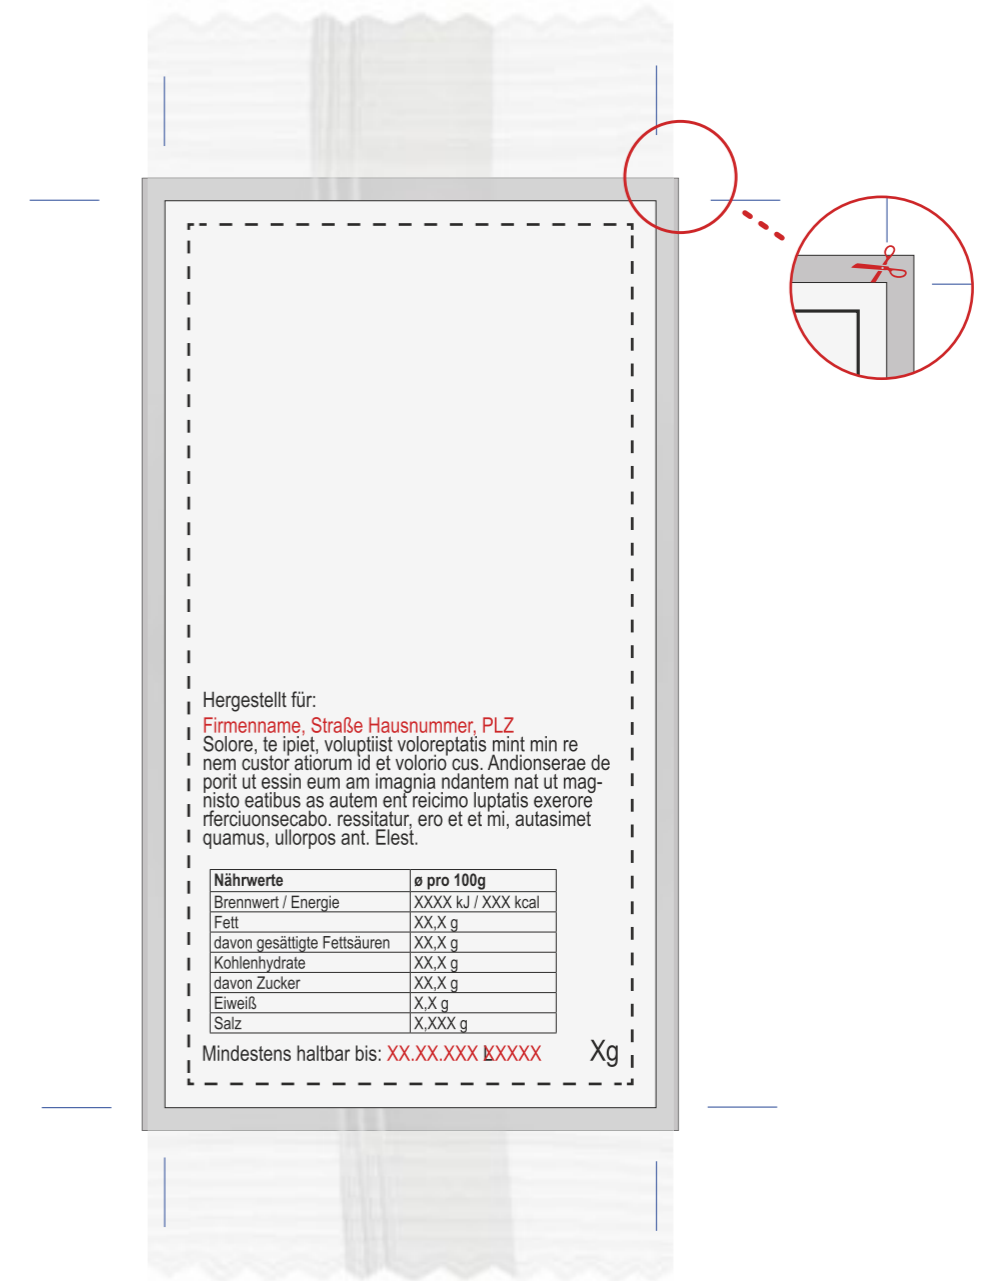 Hergestellt für:
Firmenname, Straße Hausnummer, PLZ
Solore, te ipiet, voluptiist voloreptatis mint min re
nem custor atiorum id et volorio cus. Andionserae de
porit ut essin eum am imagnia ndantem nat ut mag-
nisto eatibus as autem ent reicimo luptatis exerore
rferciuonsecabo. ressitatur, ero et et mi, autasimet
quamus, ullorpos ant. Elest.
Nährwerte ø pro 100g
Brennwert / Energie XXXX kJ / XXX kcal
Fett XX,X g
davon gesättigte Fettsäuren XX,X g
Kohlenhydrate XX,X g
davon Zucker XX,X g
Eiweiß X,X g
Salz X,XXX g
Mindestens haltbar bis: XX.XX.XXX LXXXXX Xg